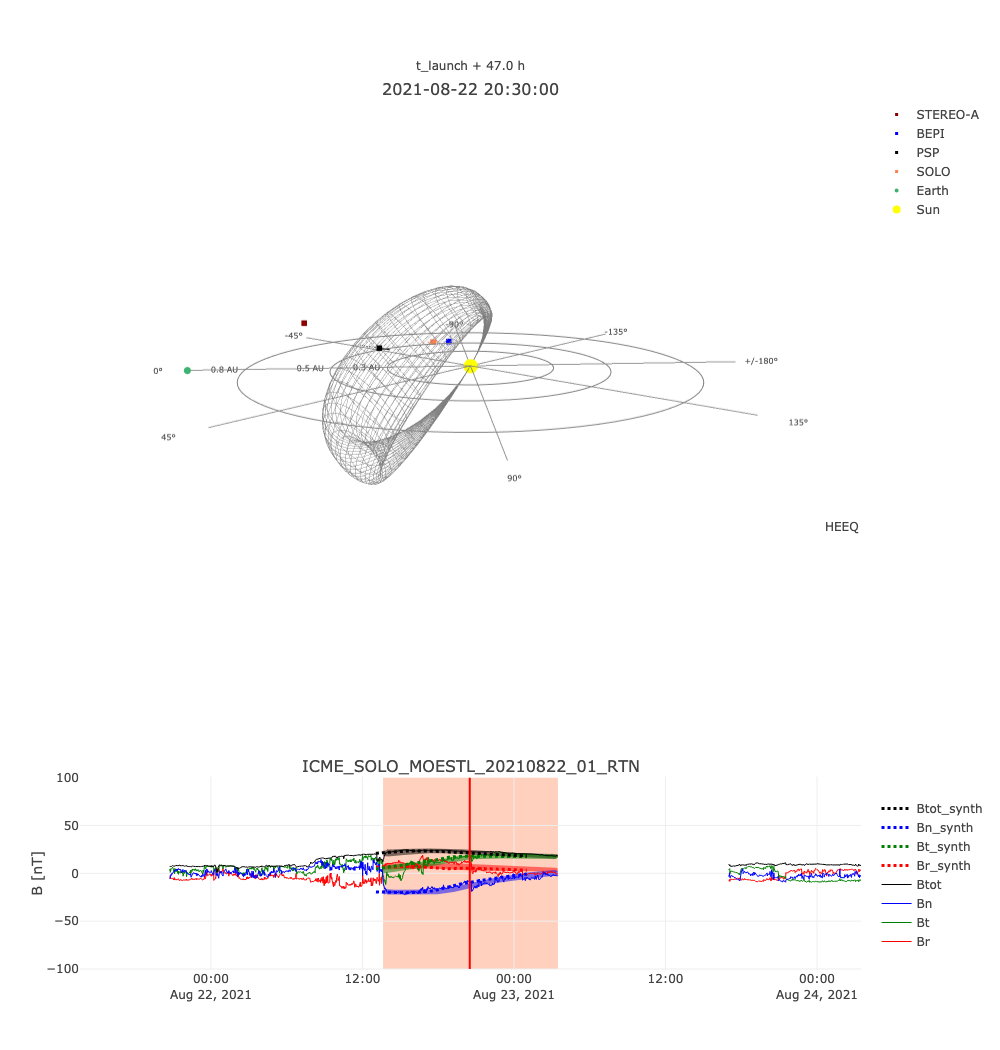 t_launch + 47.0 h
2021-08-22 20:30:00
STEREO-A
BEPI
PSP
SOLO
Earth
Sun
-90°
-135°
-45°
+/-180°
0°
0.8 AU
0.5 AU
0.3 AU
135°
45°
90°
HEEQ
ICME_SOLO_MOESTL_20210822_01_RTN
B [nT]
100
50
0
−50
−100
00:00
Aug 22, 2021
12:00
00:00
Aug 23, 2021
12:00
00:00
Aug 24, 2021
Btot_synth
Bn_synth
Bt_synth
Br_synth
Btot
Bn
Bt
Br